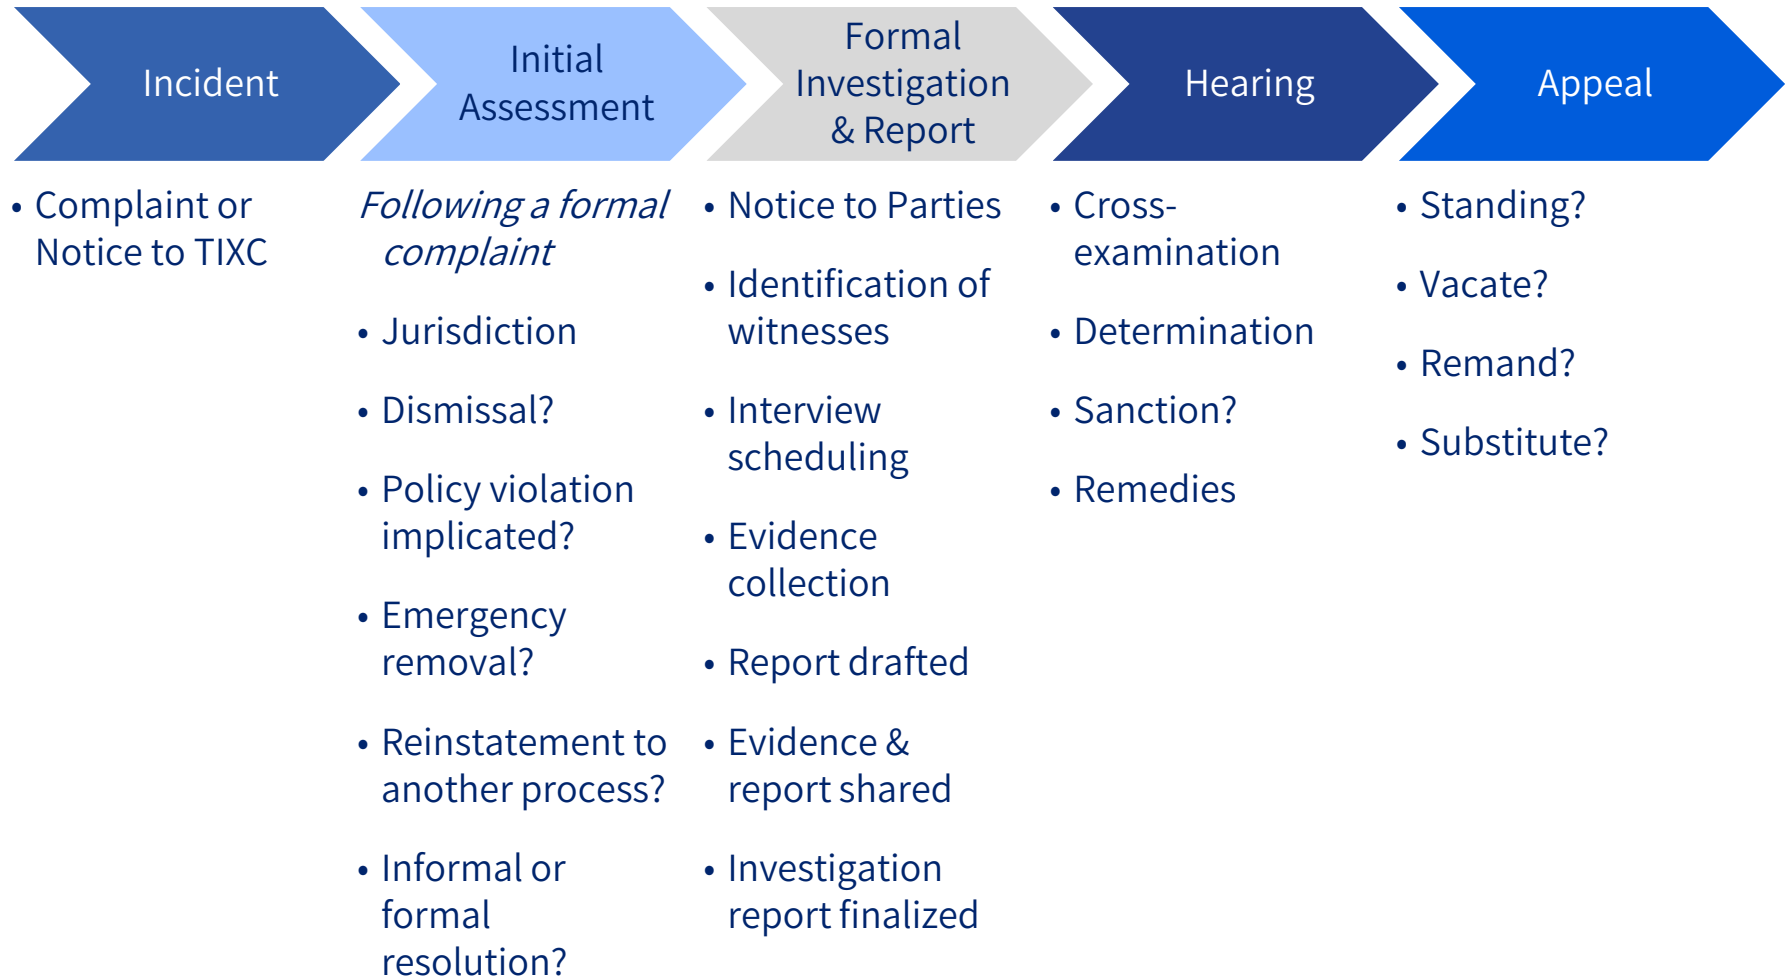 Incident
Initial
Assessment
Formal
Investigation
& Report
Hearing
Appeal
• Complaint or
Notice to TIXC
Following a formal
complaint
• Jurisdiction
• Dismissal?
• Policy violation
implicated?
• Emergency
removal?
• Reinstatement to
another process?
• Informal or
formal
resolution?
• Notice to Parties
• Identification of
witnesses
• Interview
scheduling
• Evidence
collection
• Report drafted
• Evidence &
report shared
• Investigation
report finalized
• Cross-
examination
• Determination
• Sanction?
• Remedies
• Standing?
• Vacate?
• Remand?
• Substitute?